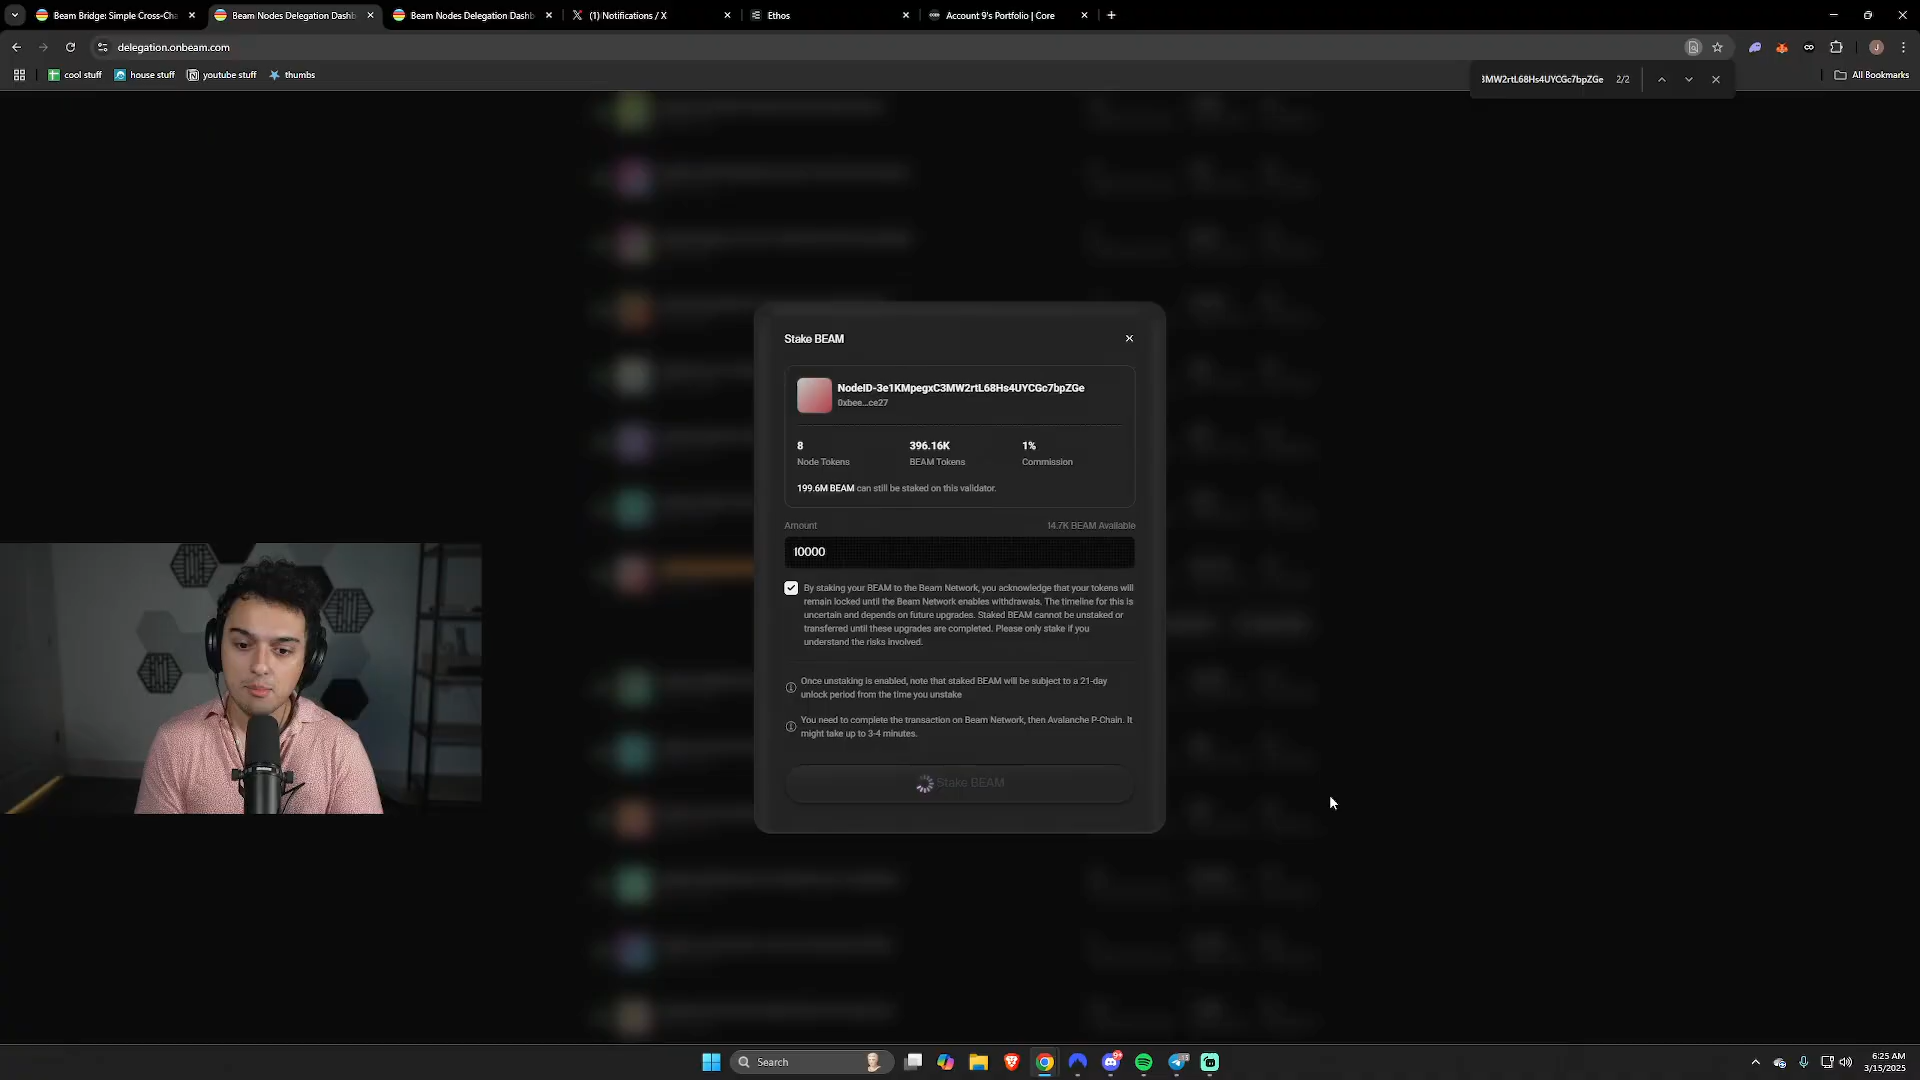 Beam Bridge: Simple Cross-Cha
Beam Nodes Delegation Dashb
Beam Nodes Delegation Dashb
(1) Notifications / X
Ethos
Account 9's Portfolio | Core
delegation.onbeam.com
cool stuff
house stuff
youtube stuff
thumbs
3MW2rtL68Hs4UYCGc7bpZGe 2/2
All Bookmarks
Stake BEAM
NodeID-3e1KMpegxC3MW2rtL68Hs4UYCGc7bpZGe
0xbee...ce27
8 396.16K 1%
Node Tokens BEAM Tokens Commission
199.6M BEAM can still be staked on this validator.
Amount 14.7K BEAM Available
10000
By staking your BEAM to the Beam Network, you acknowledge that your tokens will
remain locked until the Beam Network enables withdrawals. The timeline for this is
uncertain and depends on future upgrades. Staked BEAM cannot be unstaked or
transferred until these upgrades are completed. Please only stake if you
understand the risks involved.
Once unstaking is enabled, note that staked BEAM will be subject to a 21-day
unlock period from the time you unstake
You need to complete the transaction on Beam Network, then Avalanche P-Chain. It
might take up to 3-4 minutes.
Stake BEAM
Search
6:25 AM
3/15/2025